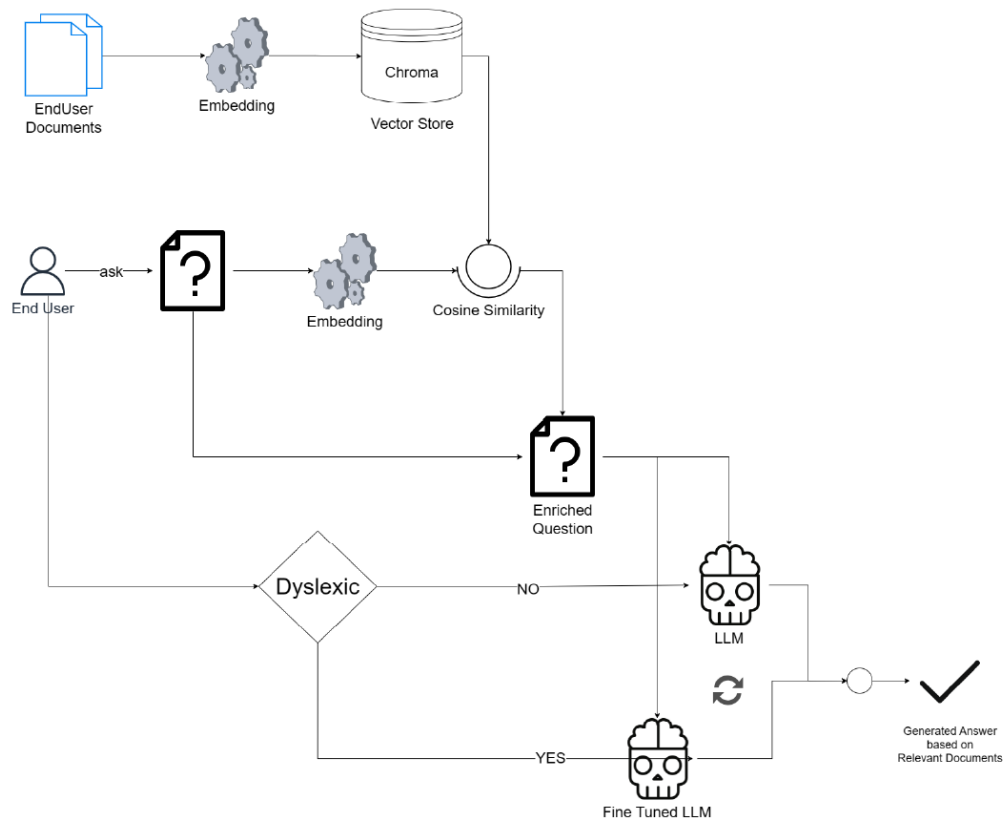 Chroma
EndUser
Documents
Embedding
Vector Store
ask
End User
Embedding
Cosine Similarity
Enriched
Question
Dyslexic
NO
LLM
Generated Answer
based on
Relevant Documents
YES
Fine Tuned LLM